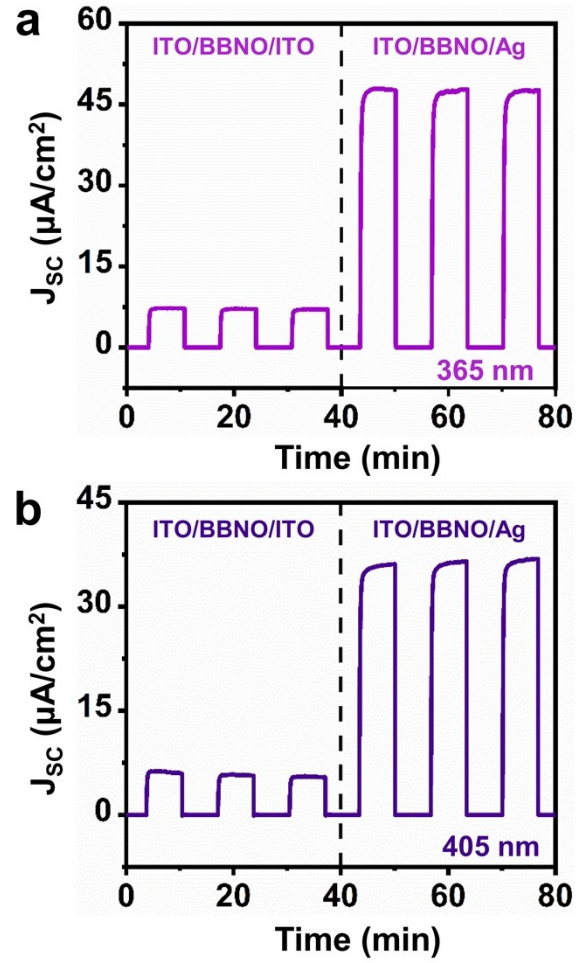 a
ITO/BBNO/ITO ITO/BBNO/Ag
60
45
30
15
0
J_SC (µA/cm²)
365 nm
0 20 40 60 80
Time (min)
b
ITO/BBNO/ITO ITO/BBNO/Ag
45
30
15
0
J_SC (µA/cm²)
405 nm
0 20 40 60 80
Time (min)